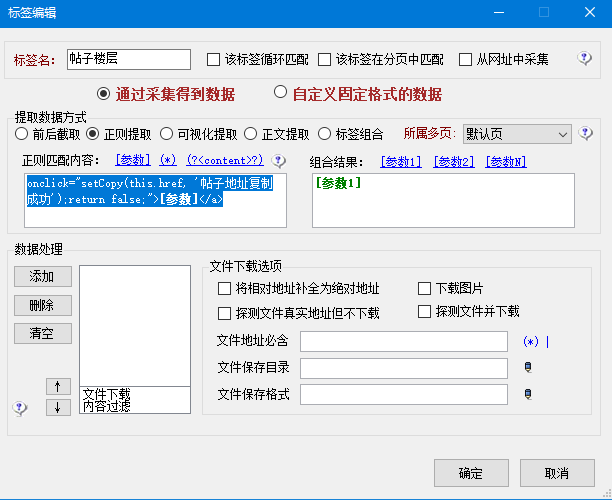 标签编辑
标签名： 帖子楼层 该标签循环匹配 该标签在分页中匹配 从网址中采集
通过采集得到数据 自定义固定格式的数据
提取数据方式
前后截取 正则提取 可视化提取 正文提取 标签组合 所属多页: 默认页
正则匹配内容： [参数] (*) (?<content>?) 组合结果： [参数1] [参数2] [参数N]
onclick="setCopy(this.href, '帖子地址复制
成功');return false;">[参数]</a>
[参数1]
数据处理
添加
删除
清空
↑
↓
文件下载
内容过滤
文件下载选项
将相对地址补全为绝对地址 下载图片
探测文件真实地址但不下载 探测文件并下载
文件地址必含 (*)
文件保存目录
文件保存格式
确定 取消